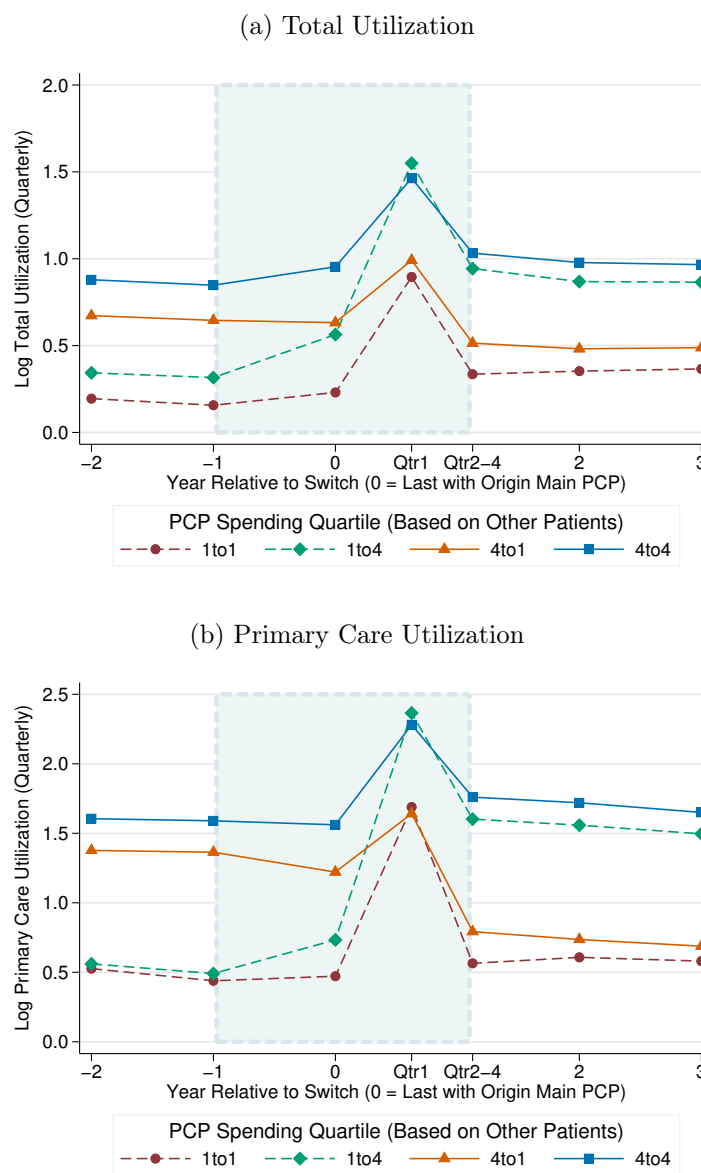 (a) Total Utilization
Log Total Utilization (Quarterly)
2.0
1.5
1.0
0.5
0.0
−2 −1 0 Qtr1 Qtr2−4 2 3
Year Relative to Switch (0 = Last with Origin Main PCP)
PCP Spending Quartile (Based on Other Patients)
1to1 1to4 4to1 4to4
(b) Primary Care Utilization
Log Primary Care Utilization (Quarterly)
2.5
2.0
1.5
1.0
0.5
0.0
−2 −1 0 Qtr1 Qtr2−4 2 3
Year Relative to Switch (0 = Last with Origin Main PCP)
PCP Spending Quartile (Based on Other Patients)
1to1 1to4 4to1 4to4